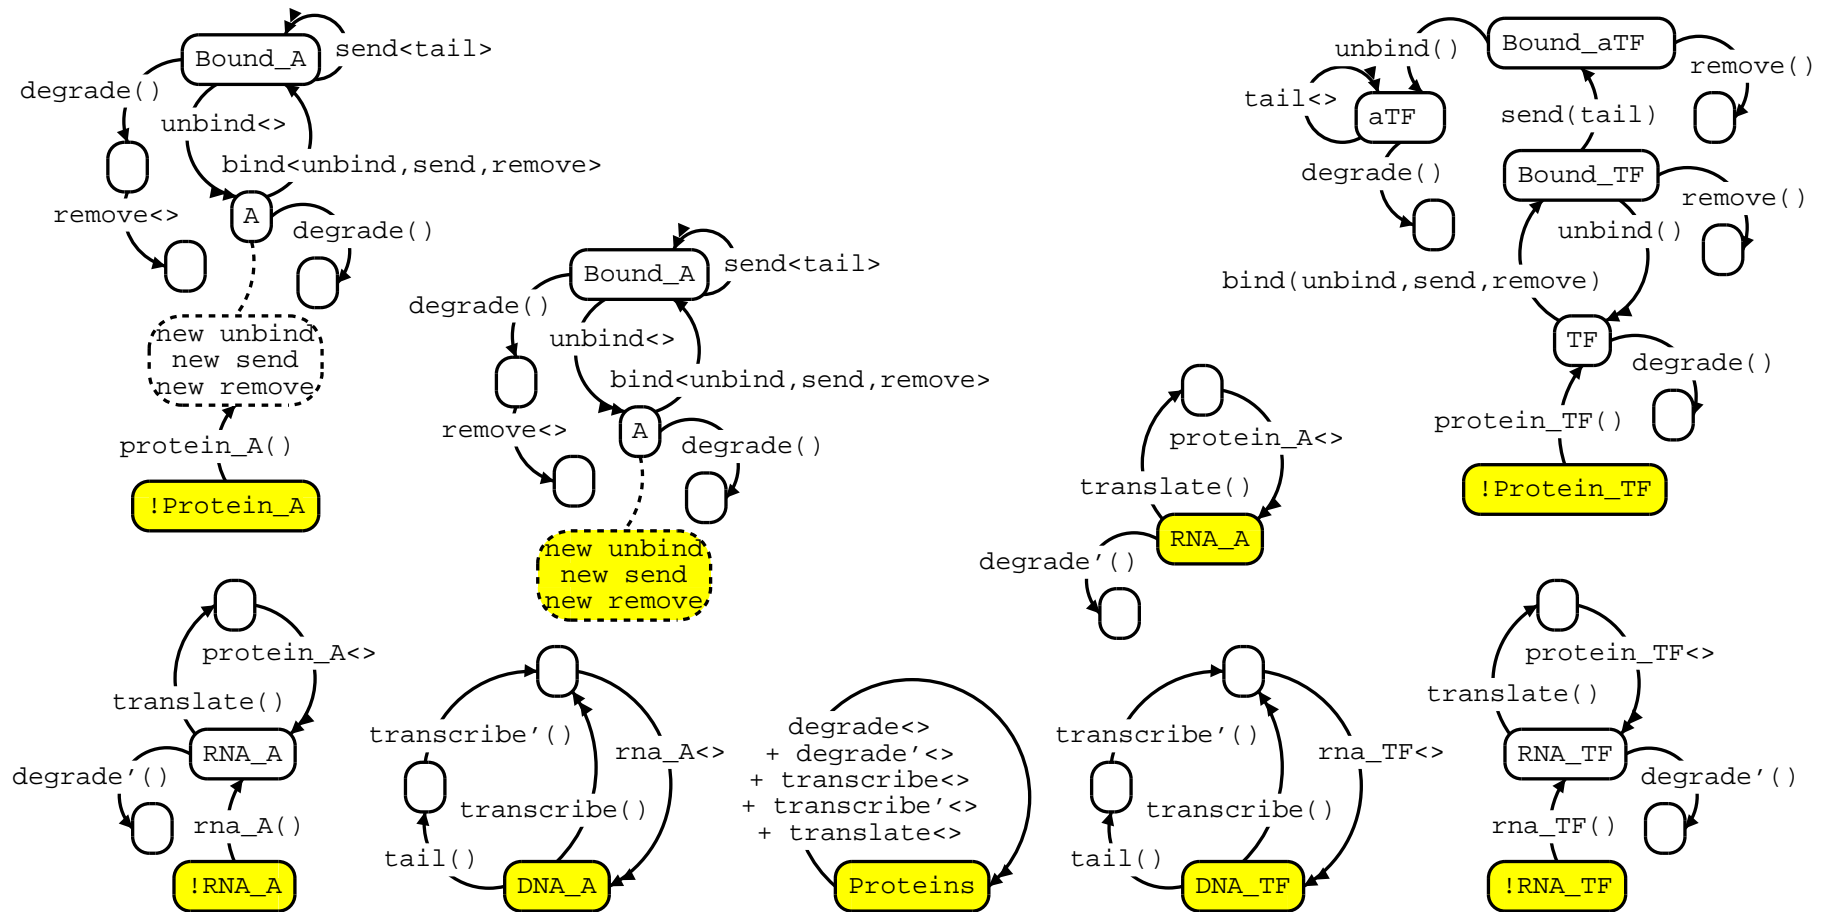 Bound_A
send<tail>
degrade()
unbind<>
bind<unbind,send,remove>
remove<>
A
degrade()
new unbind
new send
new remove
protein_A()
!Protein_A
Bound_A
send<tail>
degrade()
unbind<>
bind<unbind,send,remove>
remove<>
A
degrade()
new unbind
new send
new remove
unbind()
Bound_aTF
remove()
tail<>
aTF
send(tail)
degrade()
Bound_TF
remove()
unbind()
bind(unbind,send,remove)
TF
degrade()
protein_TF()
!Protein_TF
protein_A<>
translate()
RNA_A
degrade'()
protein_A<>
translate()
RNA_A
degrade'()
rna_A()
!RNA_A
transcribe'()
rna_A<>
transcribe()
tail()
DNA_A
degrade<>
+ degrade'<>
+ transcribe<>
+ transcribe'<>
+ translate<>
Proteins
transcribe'()
rna_TF<>
transcribe()
tail()
DNA_TF
protein_TF<>
translate()
RNA_TF
degrade'()
rna_TF()
!RNA_TF